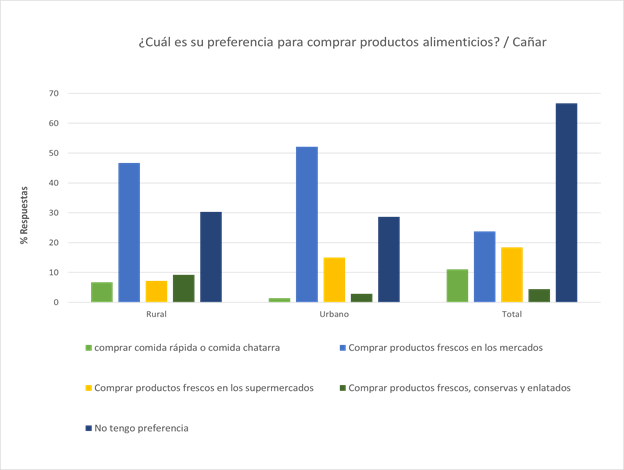 ¿Cuál es su preferencia para comprar productos alimenticios? / Cañar
% Respuestas
70
60
50
40
30
20
10
0
Rural
Urbano
Total
comprar comida rápida o comida chatarra
Comprar productos frescos en los mercados
Comprar productos frescos en los supermercados
Comprar productos frescos, conservas y enlatados
No tengo preferencia